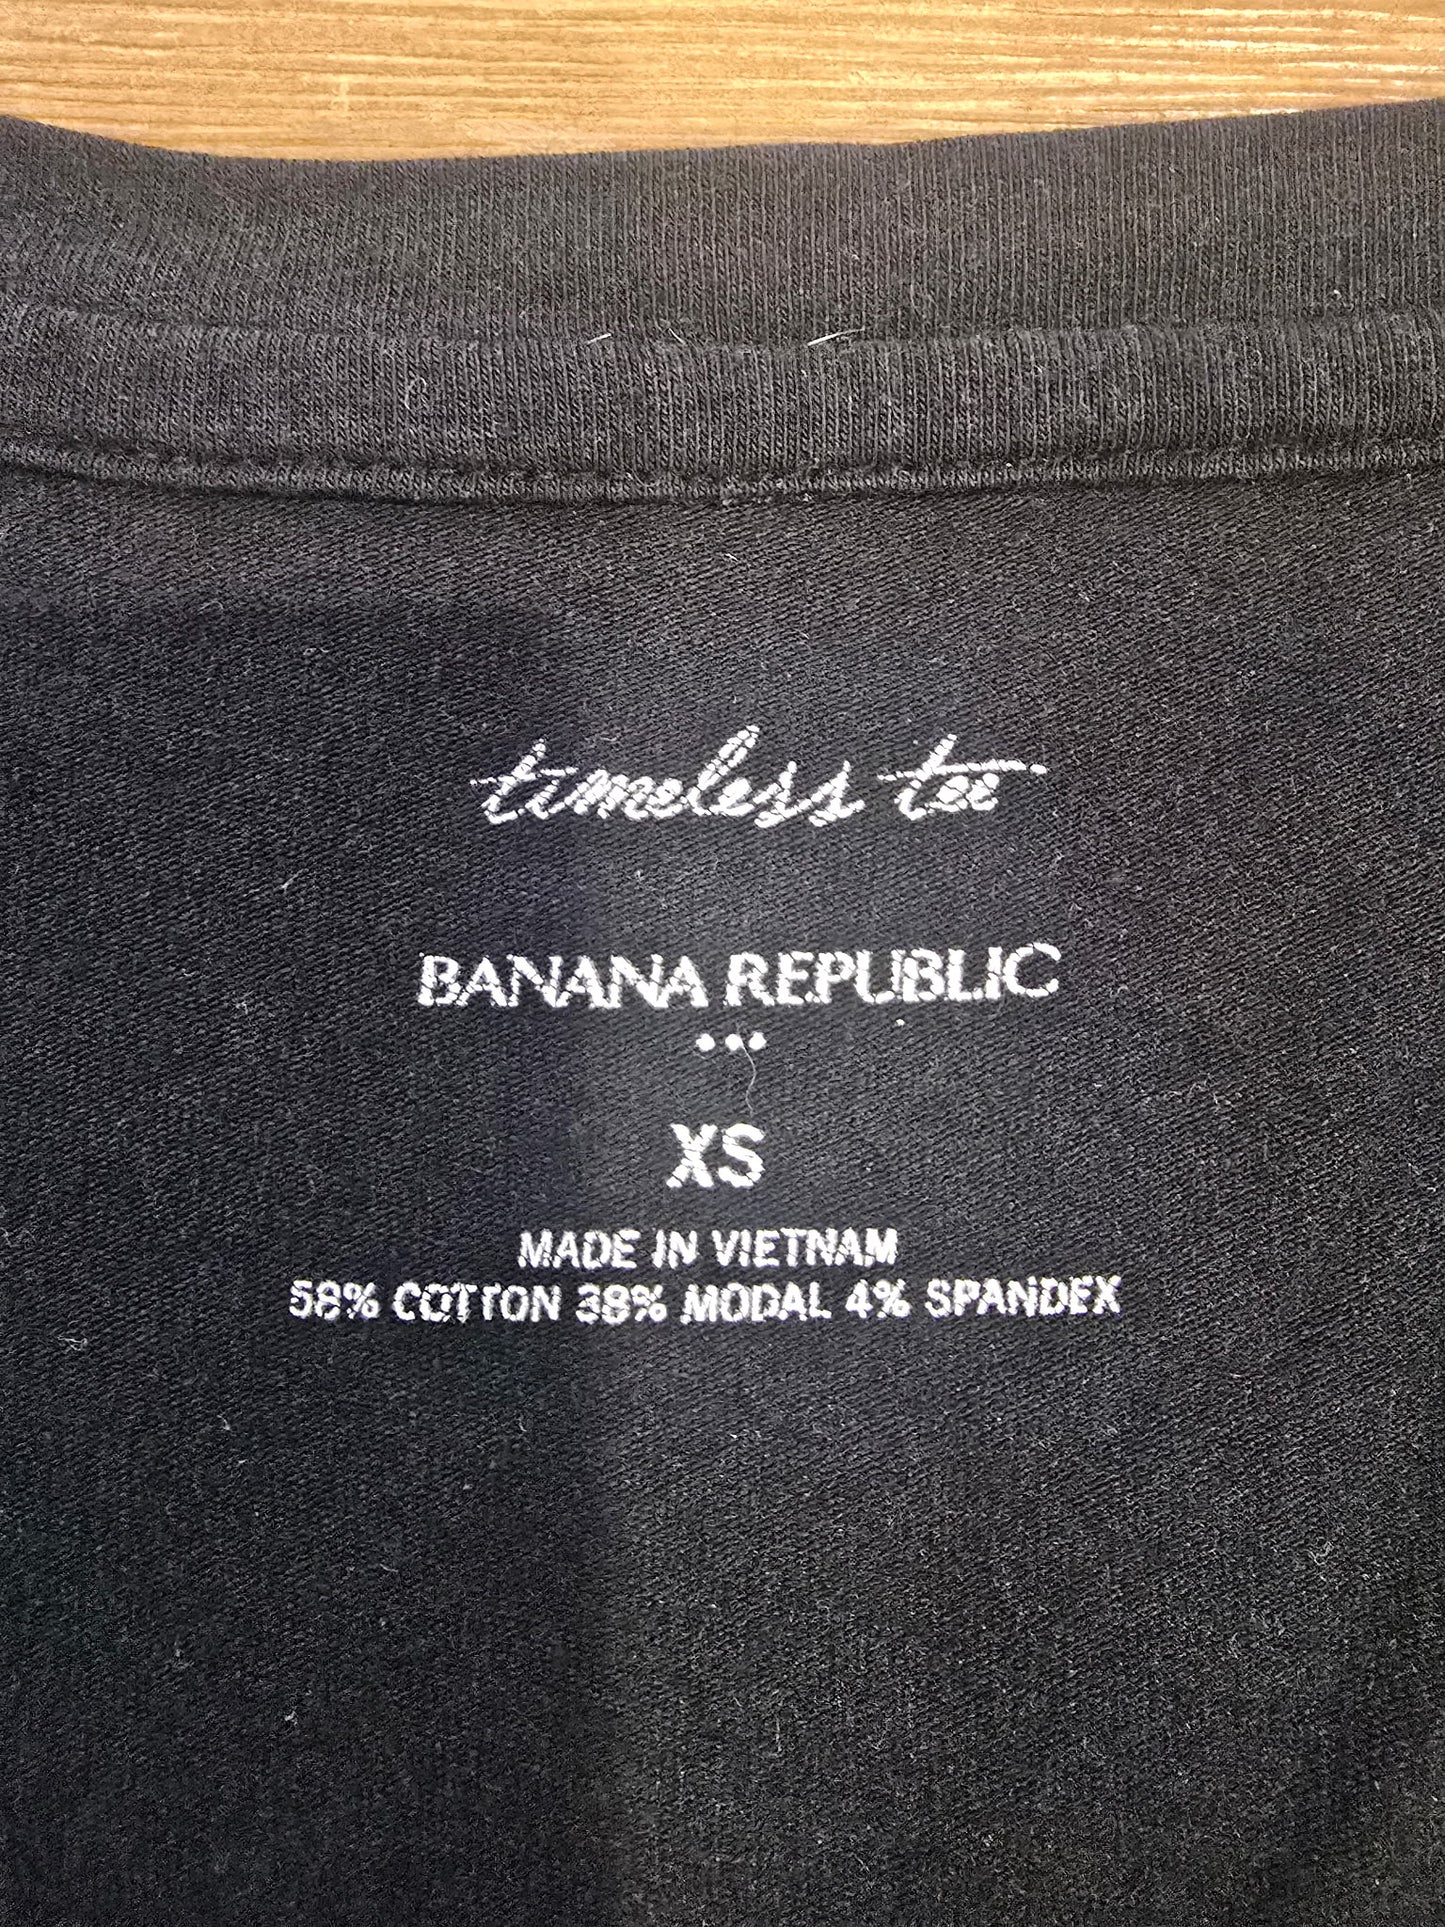 timeless tee
BANANA REPUBLIC
•••
XS
MADE IN VIETNAM
58% COTTON 38% MODAL 4% SPANDEX